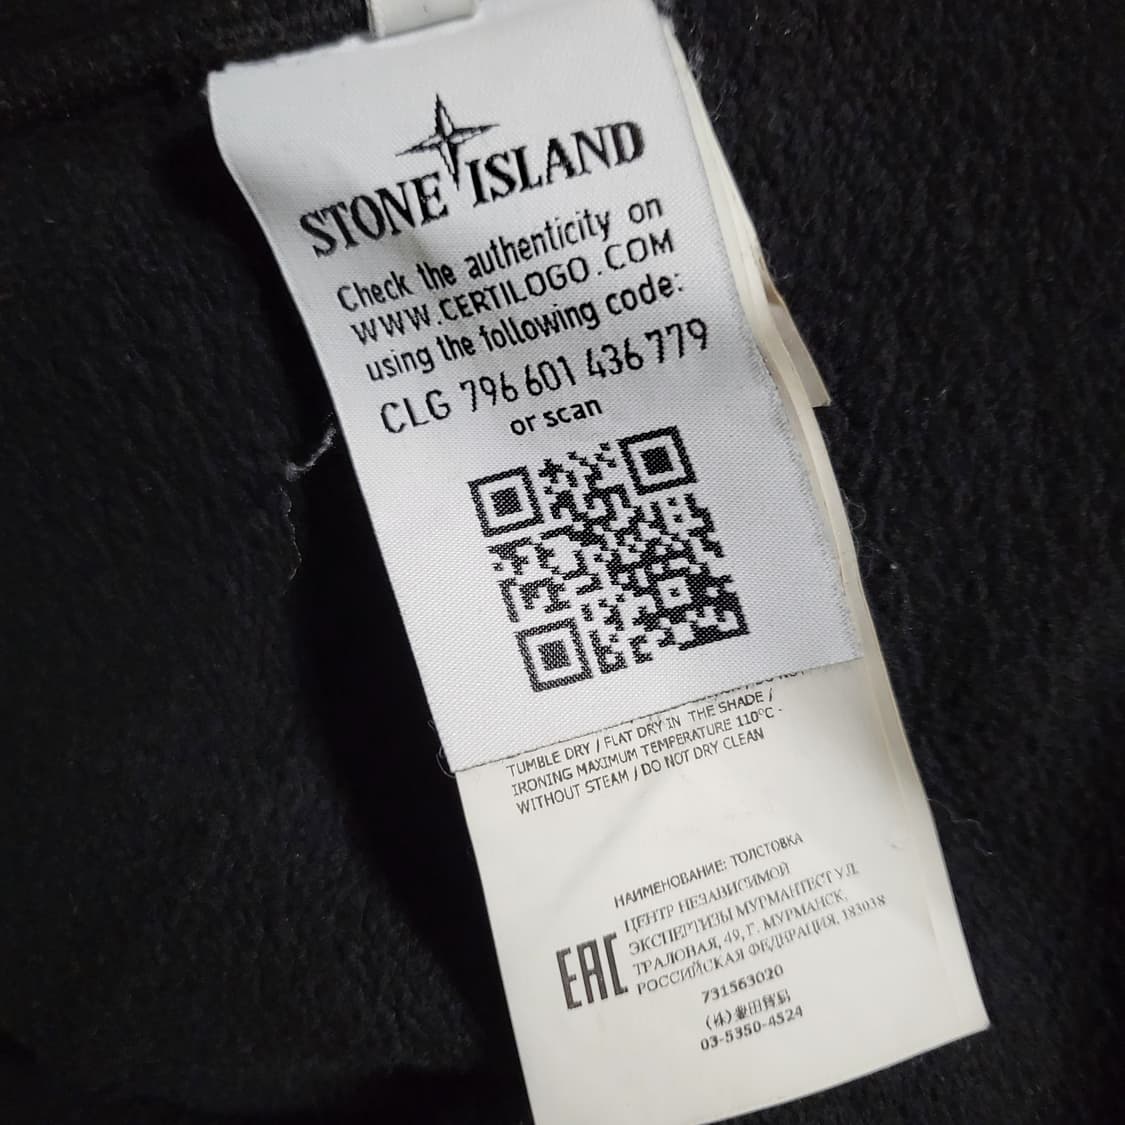 STONE ISLAND
Check the authenticity on
WWW.CERTILOGO.COM
using the following code:
CLG 796 601 436 779
or scan
TUMBLE DRY / FLAT DRY IN THE SHADE /
IRONING MAXIMUM TEMPERATURE 110°C -
WITHOUT STEAM / DO NOT DRY CLEAN
НАИМЕНОВАНИЕ: ТОЛСТОВКА
ЦЕНТР НЕЗАВИСИМОЙ
ЭКСПЕРТИЗЫ МУРМАНТЕСТ УЛ.
ТРАЛОВАЯ, 49, Г. МУРМАНСК,
РОССИЙСКАЯ ФЕДЕРАЦИЯ, 183038
EAC
731563020
03-5350-4524